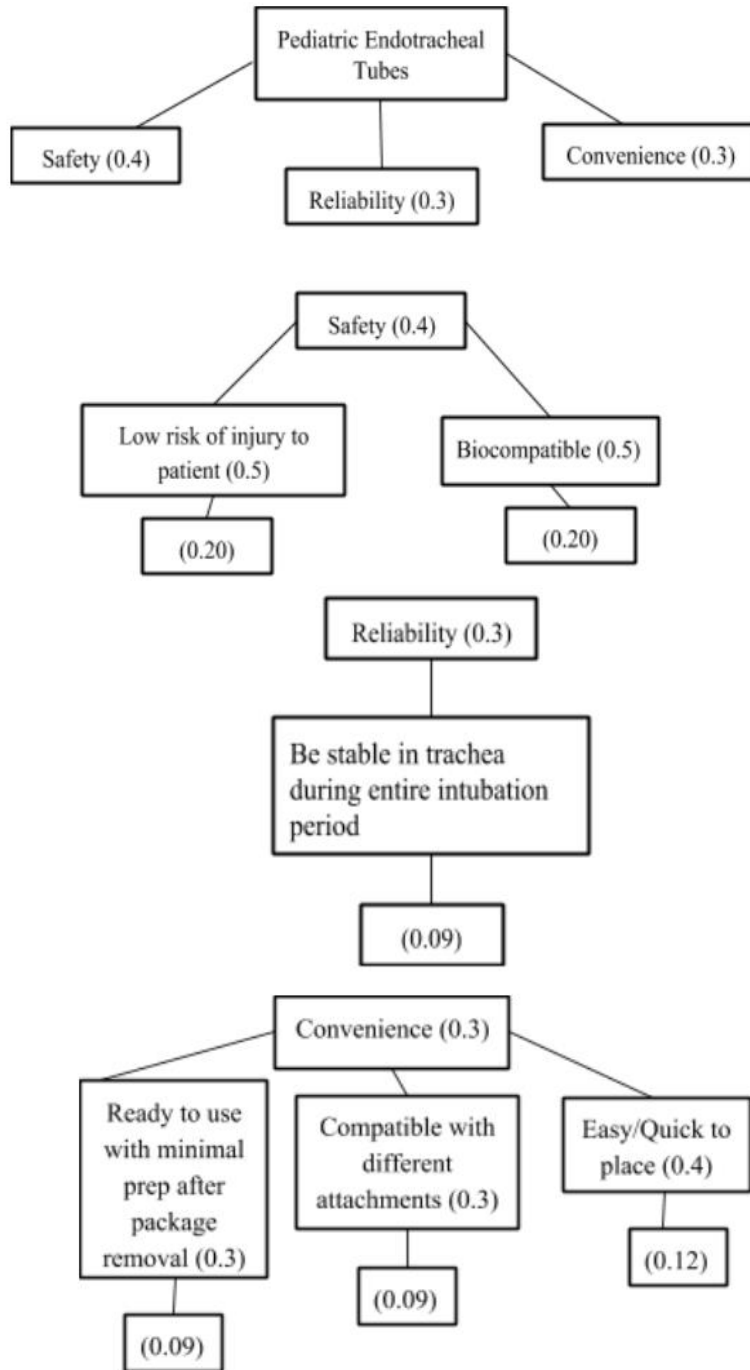 Pediatric Endotracheal
Tubes
Safety (0.4)
Convenience (0.3)
Reliability (0.3)
Safety (0.4)
Low risk of injury to
patient (0.5)
Biocompatible (0.5)
(0.20)
(0.20)
Reliability (0.3)
Be stable in trachea
during entire intubation
period
(0.09)
Convenience (0.3)
Ready to use
with minimal
prep after
package
removal (0.3)
Compatible with
different
attachments (0.3)
Easy/Quick to
place (0.4)
(0.09)
(0.09)
(0.12)